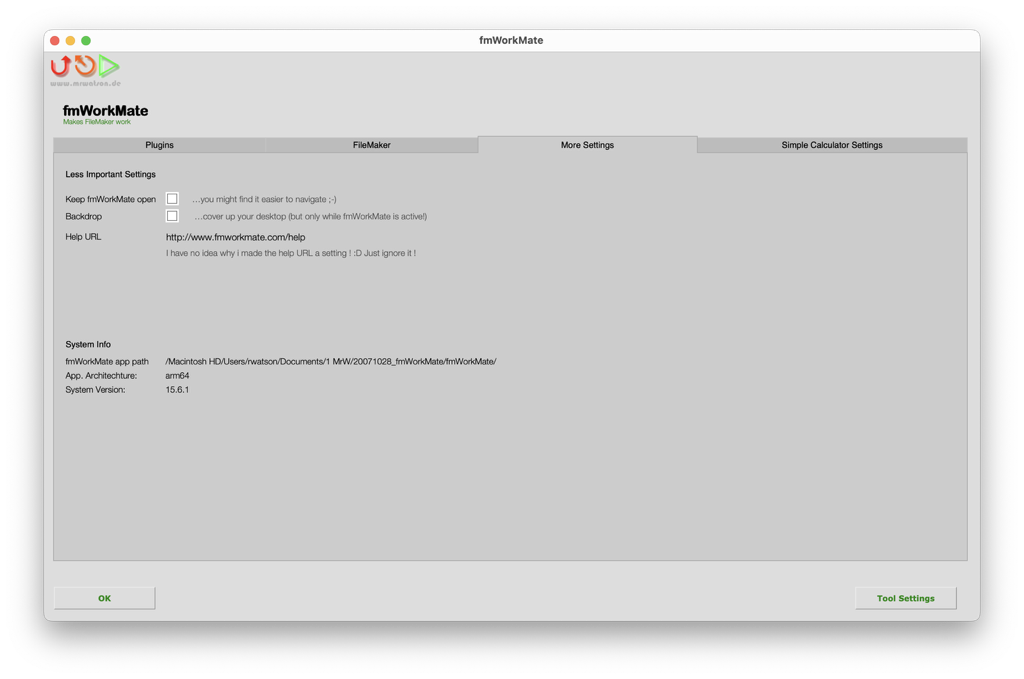 fmWorkMate
www.mrwatson.de
fmWorkMate
Makes FileMaker work
Plugins
FileMaker
More Settings
Simple Calculator Settings
Less Important Settings
Keep fmWorkMate open ...you might find it easier to navigate ;-)
Backdrop ...cover up your desktop (but only while fmWorkMate is active!)
Help URL http://www.fmworkmate.com/help
I have no idea why i made the help URL a setting ! :D Just ignore it !
System Info
fmWorkMate app path /Macintosh HD/Users/rwatson/Documents/1 MrW/20071028_fmWorkMate/fmWorkMate/
App. Architechture: arm64
System Version: 15.6.1
OK
Tool Settings